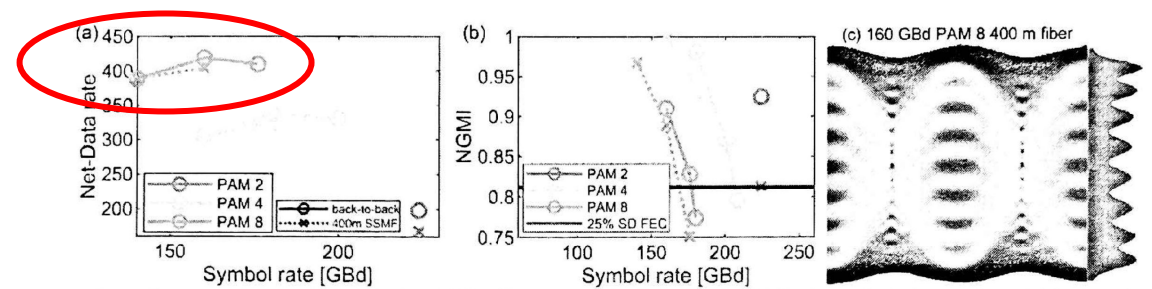 (a)
450
400
350
300
250
200
Net-Data rate
PAM 2
PAM 4
PAM 8
back-to-back
400m SSMF
150
200
Symbol rate [GBd]
(b)
1
0.95
0.9
0.85
0.8
0.75
NGMI
PAM 2
PAM 4
PAM 8
25% SD FEC
100
150
200
250
Symbol rate [GBd]
(c) 160 GBd PAM 8 400 m fiber